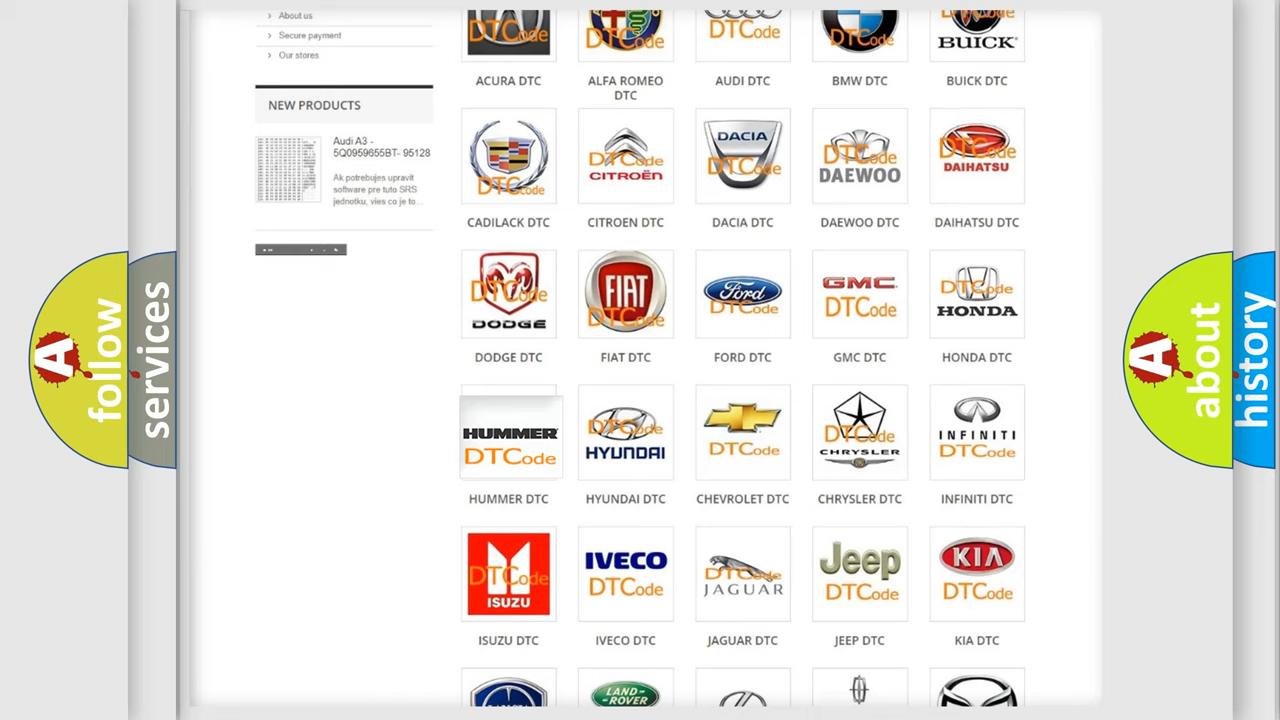 About us
Secure payment
Our stores
NEW PRODUCTS
Audi A3 -
5Q0959655BT- 95128
Ak potrebujes upravit
software pre tuto SRS
jednotku, vies co je to...
DTCode
DTCode
DTCode
DTCode
DTCode
BUICK
ACURA DTC
ALFA ROMEO
DTC
AUDI DTC
BMW DTC
BUICK DTC
DTCode
DTCode
CITROËN
DACIA
DTCode
DTCode
DAEWOO
DTCode
DAIHATSU
CADILACK DTC
CITROEN DTC
DACIA DTC
DAEWOO DTC
DAIHATSU DTC
DTCode
DODGE
FIAT
DTCode
Ford
DTCode
GMC
DTCode
DTCode
HONDA
DODGE DTC
FIAT DTC
FORD DTC
GMC DTC
HONDA DTC
HUMMER
DTCode
DTCode
HYUNDAI
DTCode
DTCode
CHRYSLER
INFINITI
DTCode
HUMMER DTC
HYUNDAI DTC
CHEVROLET DTC
CHRYSLER DTC
INFINITI DTC
DTCode
ISUZU
IVECO
DTCode
DTCode
JAGUAR
Jeep
DTCode
KIA
DTCode
ISUZU DTC
IVECO DTC
JAGUAR DTC
JEEP DTC
KIA DTC
LAND-
ROVER
A
follow
services
A
about
history